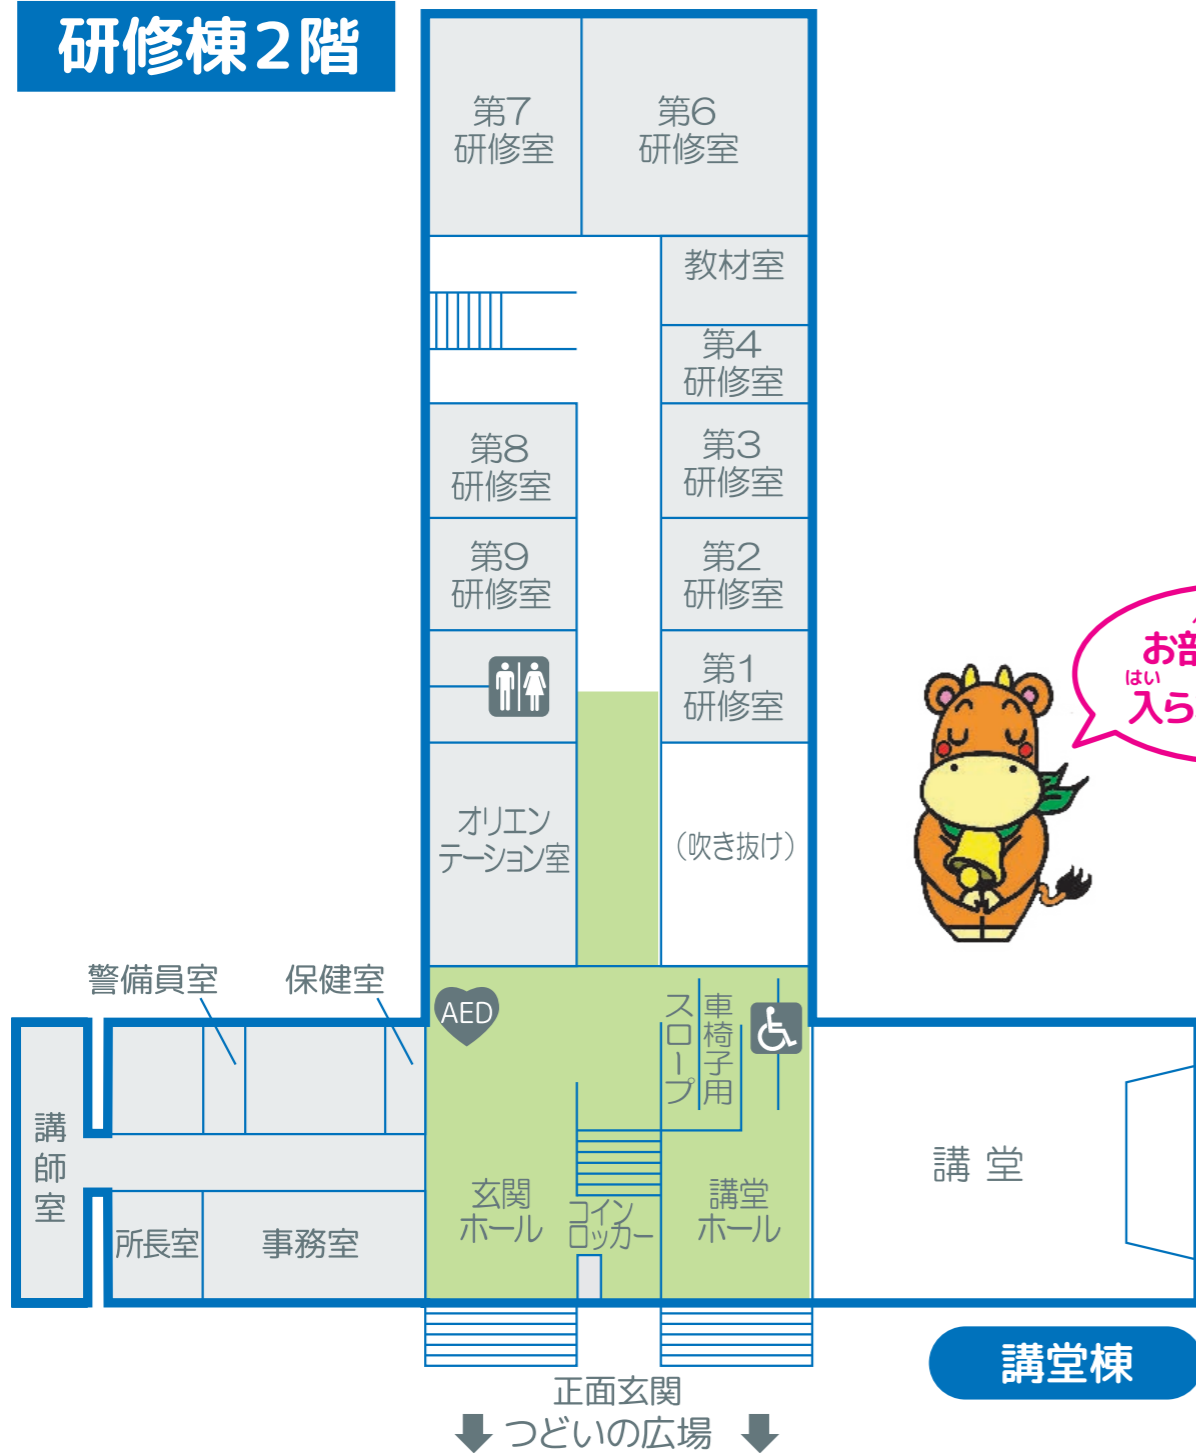 研修棟2階
第7
研修室
第6
研修室
教材室
第4
研修室
第8
研修室
第3
研修室
第9
研修室
第2
研修室
第1
研修室
お部
はい
入ら
オリエン
テーション室
(吹き抜け)
警備員室
保健室
AED
車椅子用
スロープ
講師室
所長室
事務室
玄関
ホール
コイン
ロッカー
講堂
ホール
講堂
講堂棟
正面玄関
つどいの広場